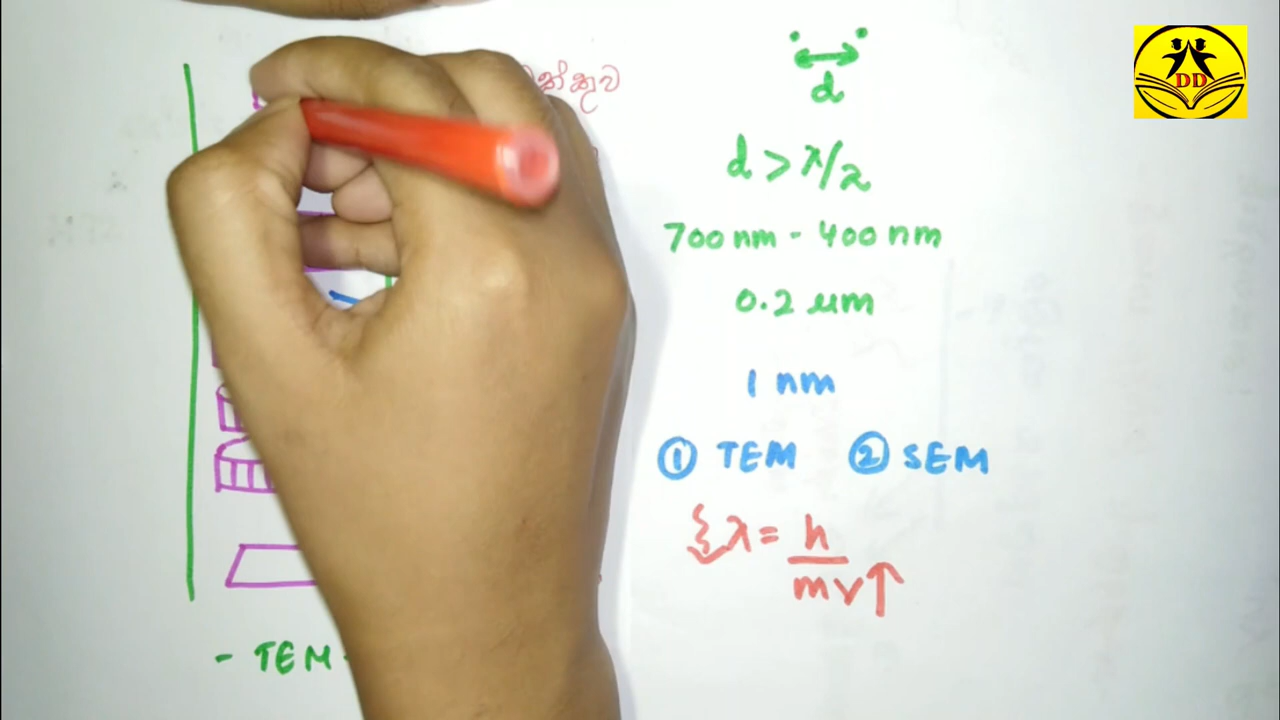 d
d > λ/2
700 nm - 400 nm
0.2 μm
1 nm
① TEM ② SEM
λ = h
mv↑
- TEM -
DD